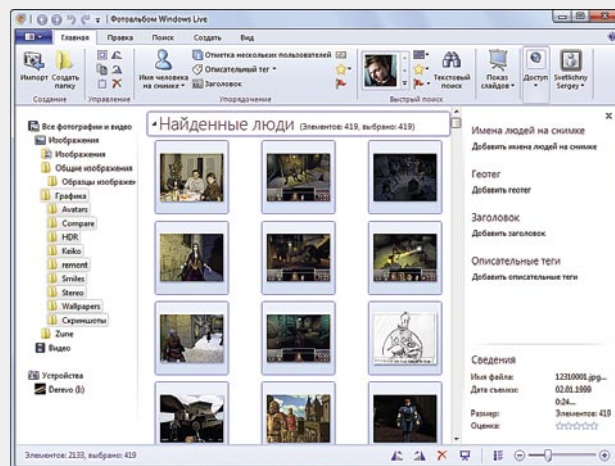 Фотоальбом Windows Live
Главная Правка Поиск Создать Вид
Импорт Создать папку
Имя человека на снимке
Отметка нескольких пользователей
Описательный тег
Заголовок
Текстовый поиск
Показ слайдов
Доступ
Svetlichny Sergey
Создание Управление Упорядочение Быстрый поиск
Все фотографии и видео
Изображения
Изображения
Общие изображения
Образцы изображен
Графика
Avatars
Compare
HDR
Keiko
remont
Smiles
Stereo
Wallpapers
Скриншоты
Zune
Видео
Устройства
Derevo (I:)
Найденные люди (Элементов: 419, выбрано: 419)
Имена людей на снимке
Добавить имена людей на снимке
Геотег
Добавить геотег
Заголовок
Добавить заголовок
Описательные теги
Добавить описательные теги
Сведения
Имя файла: 12310001.jpg...
Дата съемки: 02.01.1999
0:24...
Размер: Элементов: 419
Оценка:
Элементов: 2133, выбрано: 419